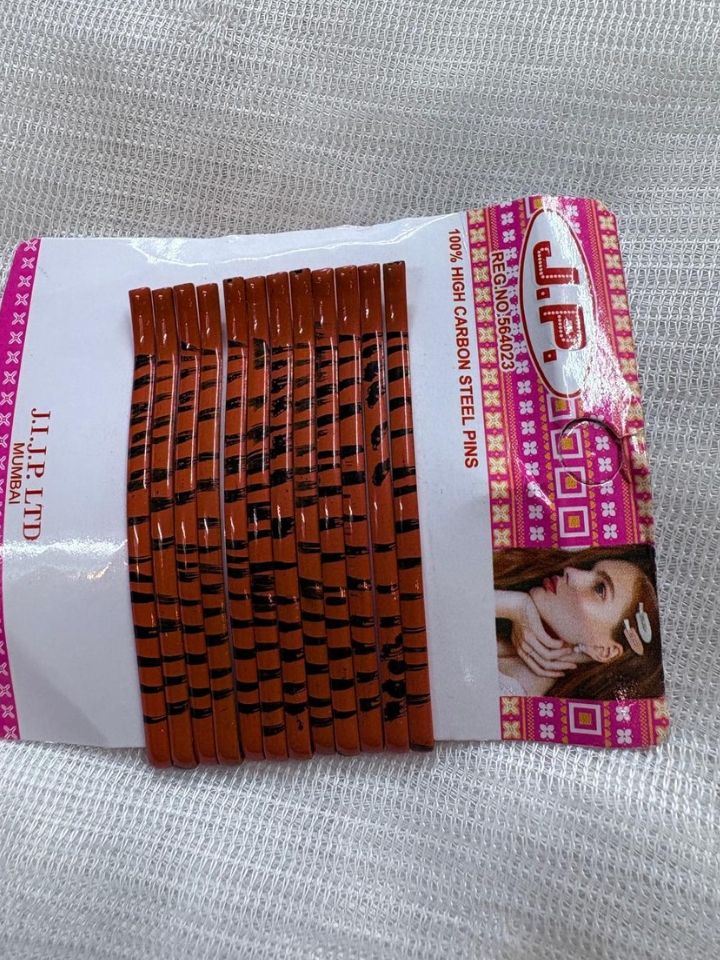 J.P.
REG.NO:564023
100% HIGH CARBON STEEL PINS
J.I.J.P. LTD
MUMBAI